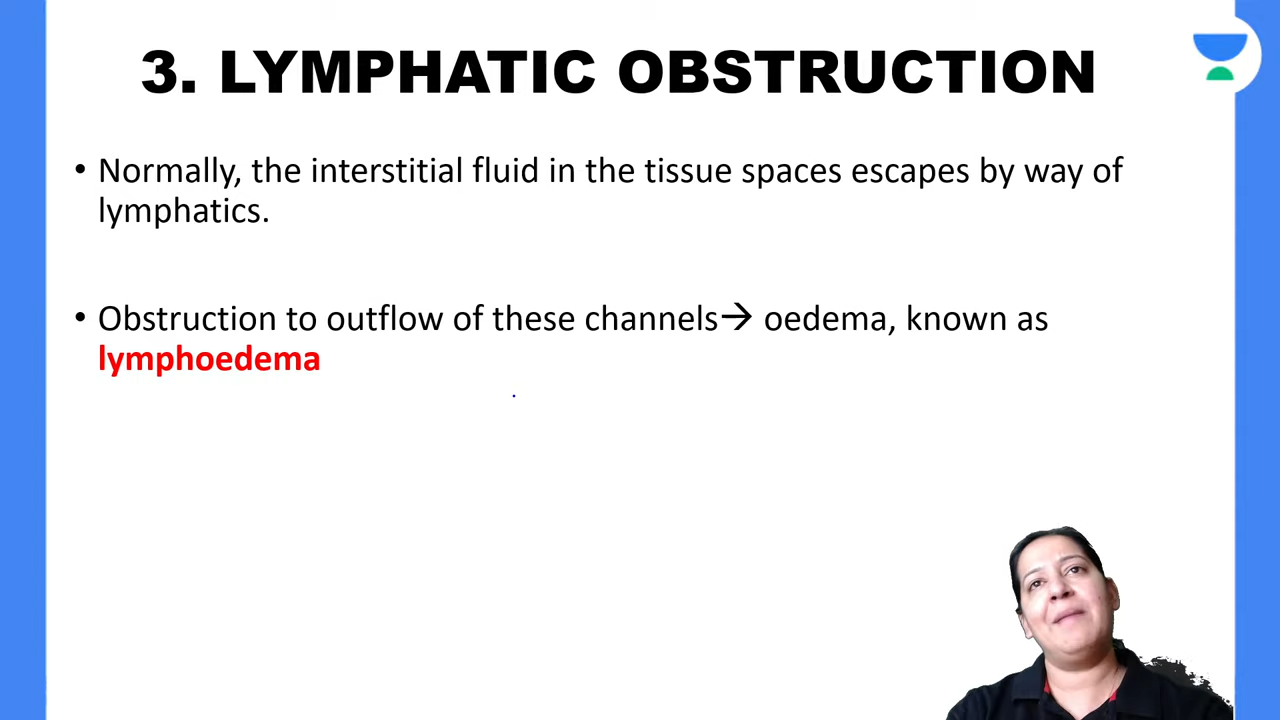 3. LYMPHATIC OBSTRUCTION
• Normally, the interstitial fluid in the tissue spaces escapes by way of
lymphatics.
• Obstruction to outflow of these channels→ oedema, known as
lymphoedema